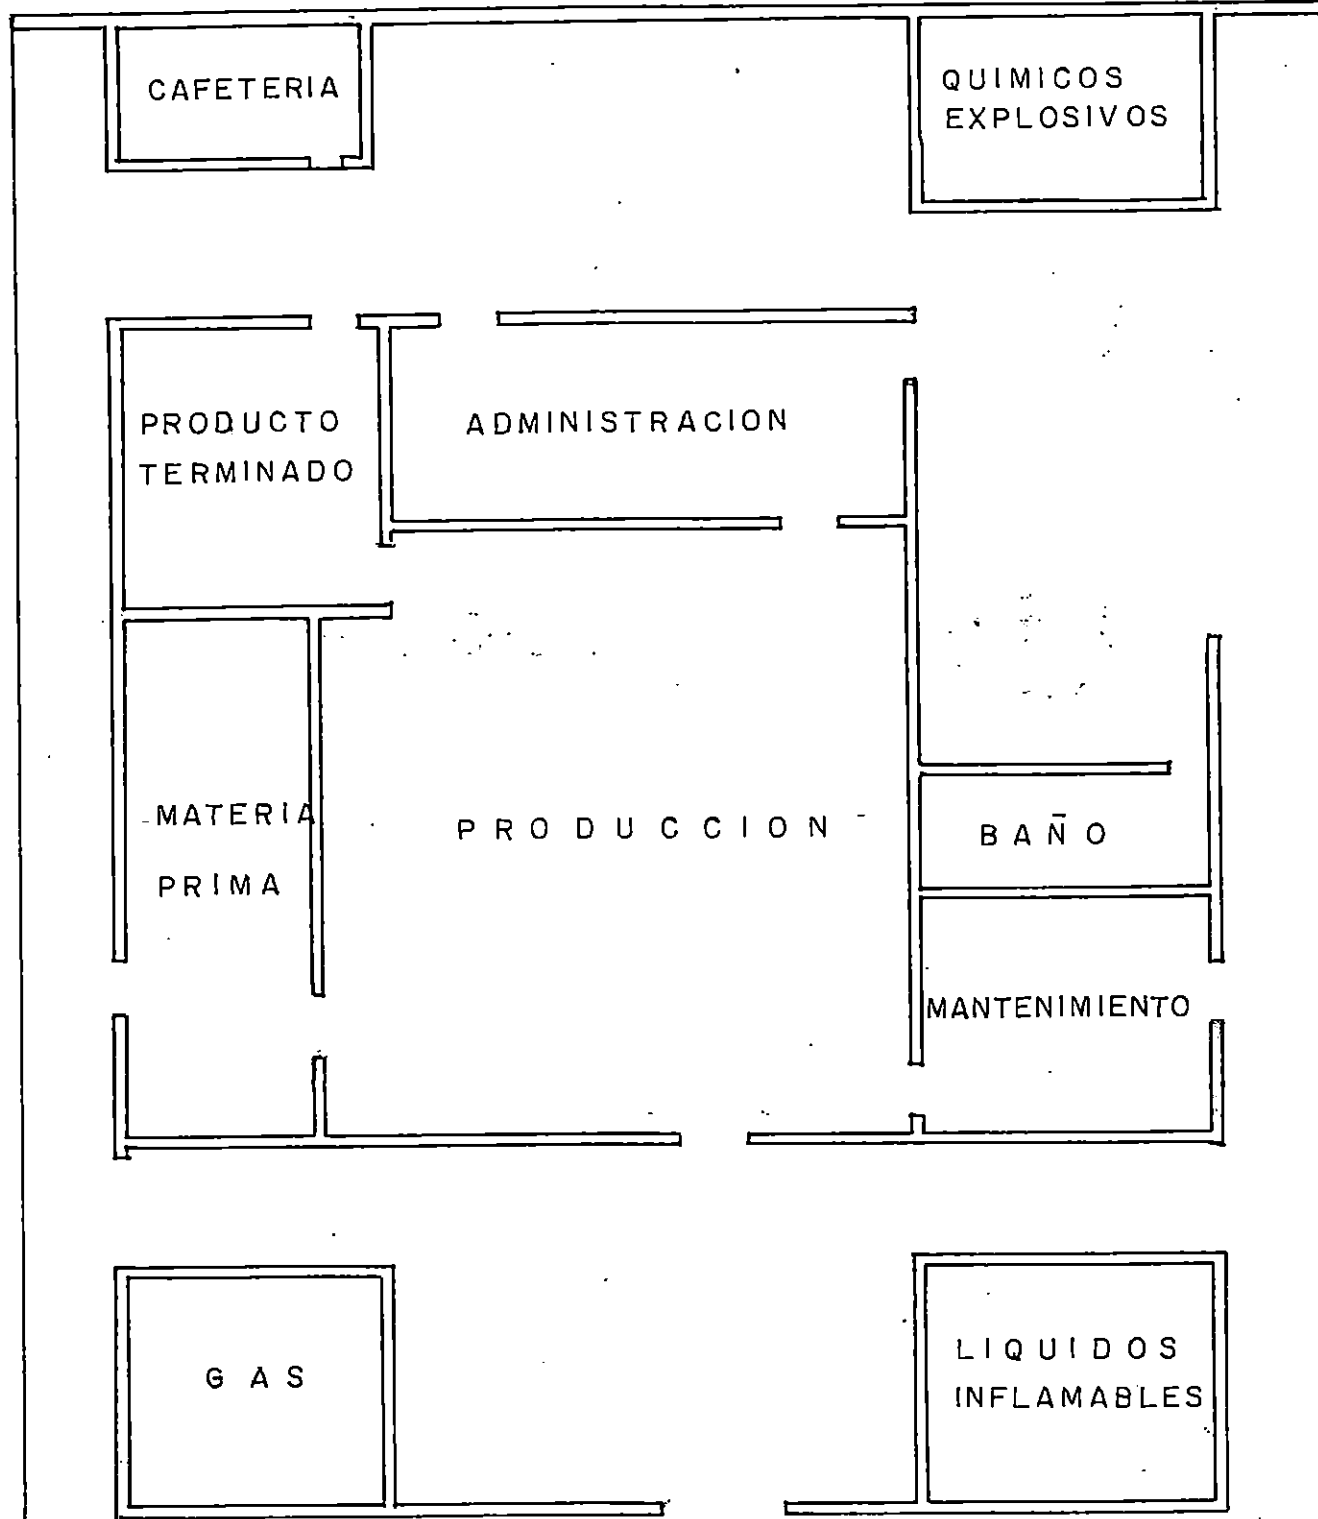 CAFETERIA
QUIMICOS
EXPLOSIVOS
PRODUCTO
TERMINADO
ADMINISTRACION
MATERIA
PRIMA
PRODUCCION
BAÑO
MANTENIMIENTO
GAS
LIQUIDOS
INFLAMABLES